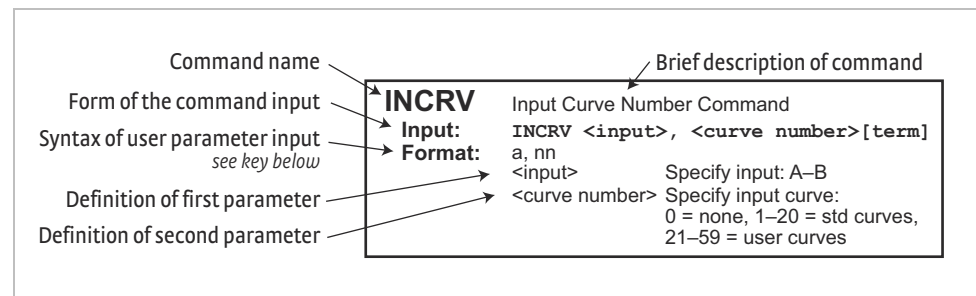 Command name
Brief description of command
Form of the command input
INCRV Input Curve Number Command
Input: INCRV <input>, <curve number>[term]
Syntax of user parameter input
see key below
Format: a, nn
<input> Specify input: A–B
Definition of first parameter
<curve number> Specify input curve:
0 = none, 1–20 = std curves,
Definition of second parameter
21–59 = user curves